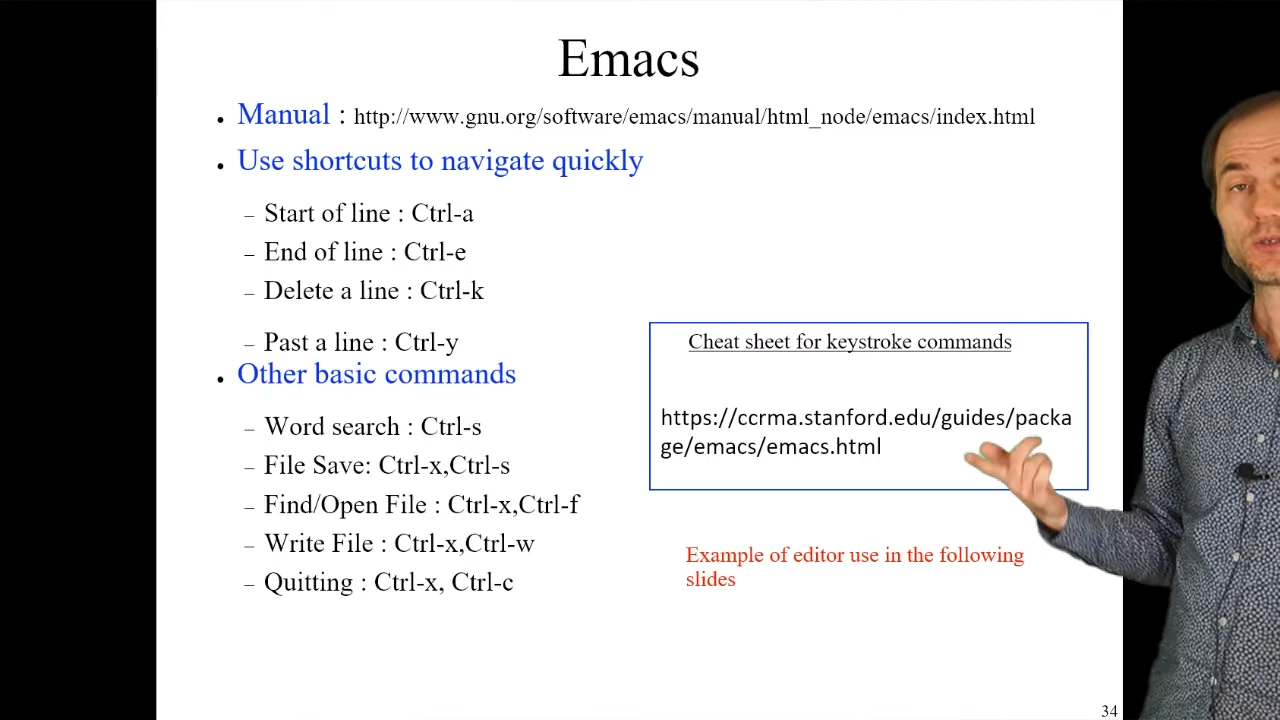 Emacs
• Manual : http://www.gnu.org/software/emacs/manual/html_node/emacs/index.html
• Use shortcuts to navigate quickly
– Start of line : Ctrl-a
– End of line : Ctrl-e
– Delete a line : Ctrl-k
– Past a line : Ctrl-y
• Other basic commands
– Word search : Ctrl-s
– File Save: Ctrl-x,Ctrl-s
– Find/Open File : Ctrl-x,Ctrl-f
– Write File : Ctrl-x,Ctrl-w
– Quitting : Ctrl-x, Ctrl-c
Cheat sheet for keystroke commands
https://ccrma.stanford.edu/guides/packa
ge/emacs/emacs.html
Example of editor use in the following
slides
34